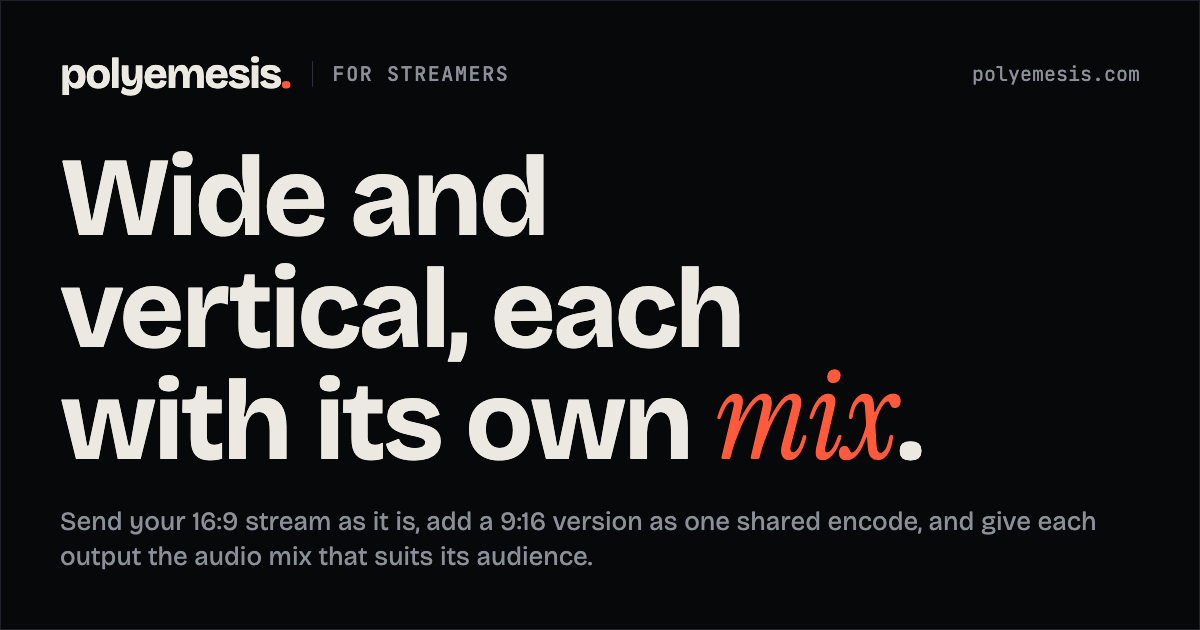 polyemesis. FOR STREAMERS polyemesis.com
Wide and
vertical, each
with its own mix.
Send your 16:9 stream as it is, add a 9:16 version as one shared encode, and give each
output the audio mix that suits its audience.